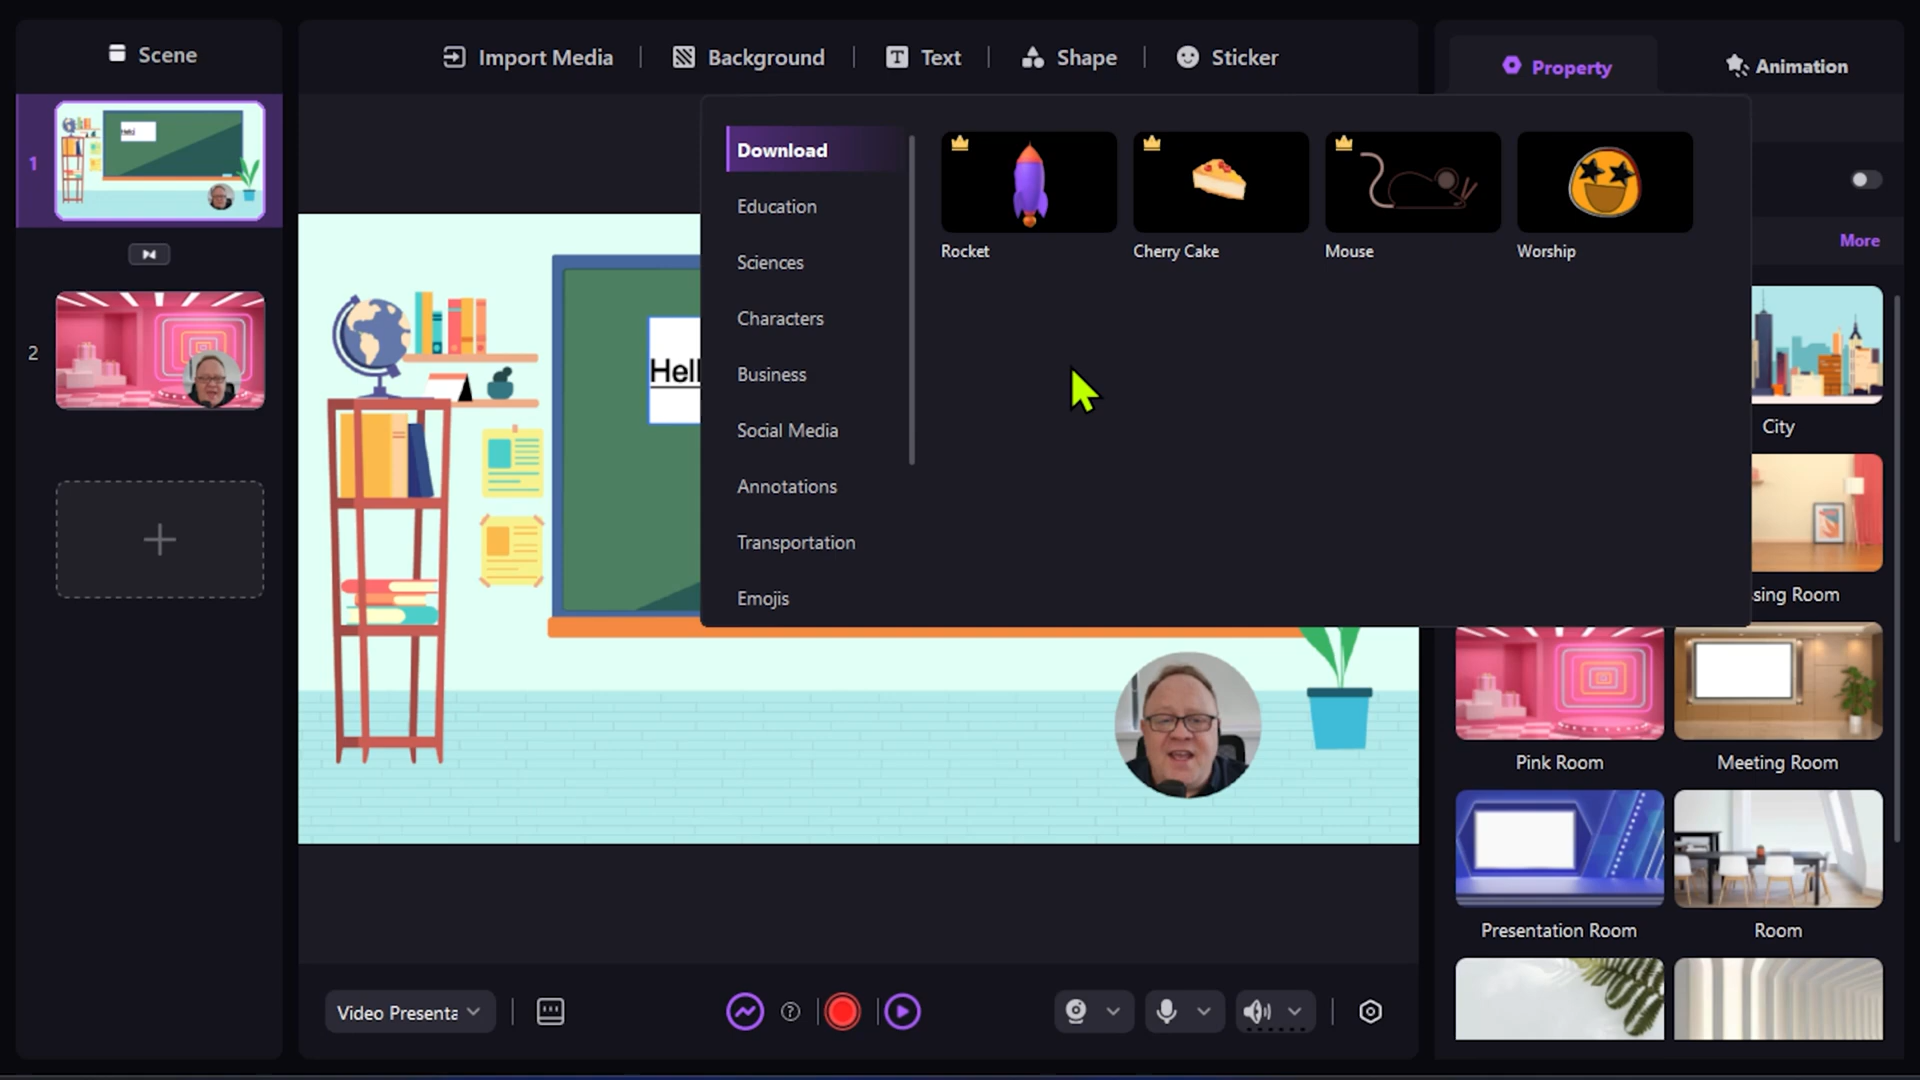 Scene
Import Media
Background
Text
Shape
Sticker
Property
Animation
1
2
Download
Education
Sciences
Characters
Business
Social Media
Annotations
Transportation
Emojis
Rocket
Cherry Cake
Mouse
Worship
Hell
More
City
sing Room
Pink Room
Meeting Room
Presentation Room
Room
Video Presenta